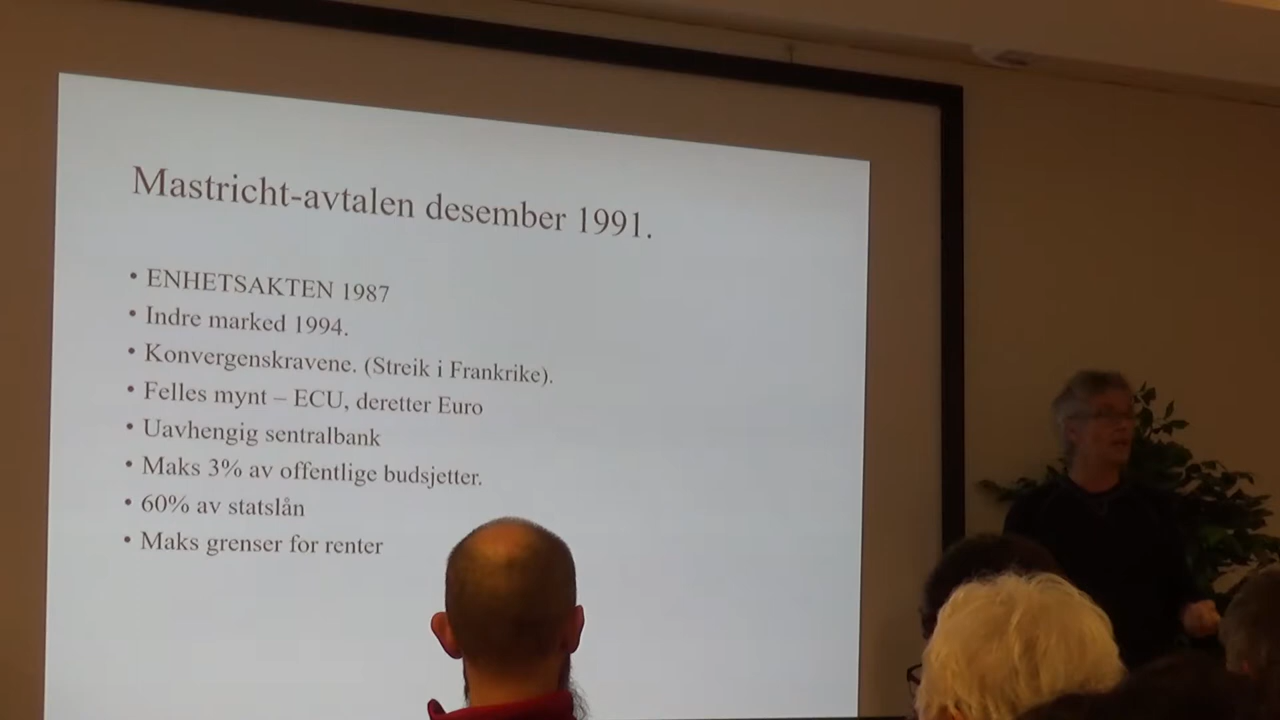 Mastricht-avtalen desember 1991.
• ENHETSAKTEN 1987
• Indre marked 1994.
• Konvergenskravene. (Streik i Frankrike).
• Felles mynt – ECU, deretter Euro
• Uavhengig sentralbank
• Maks 3% av offentlige budsjetter.
• 60% av statslån
• Maks grenser for renter